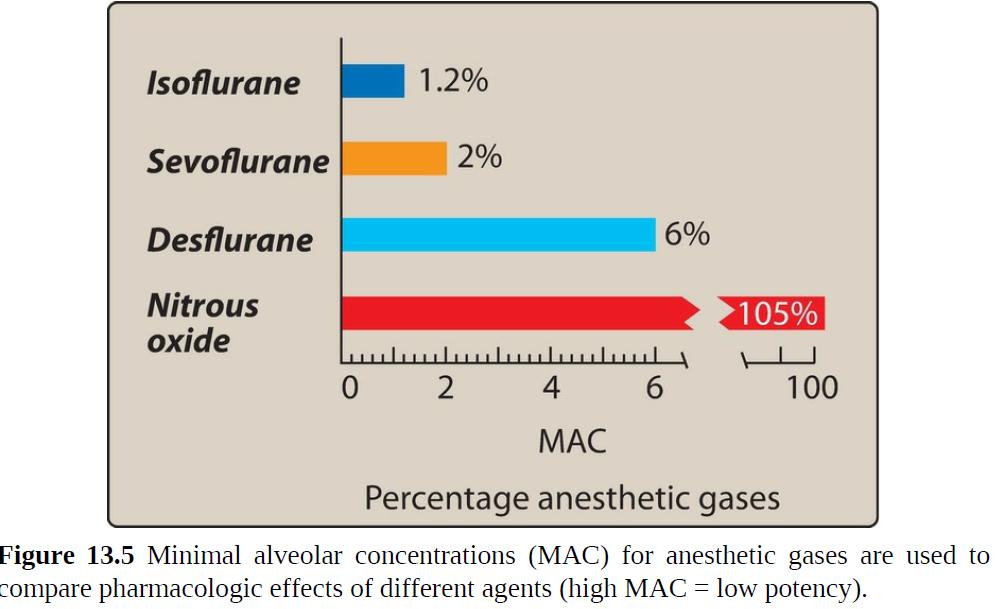 Isoflurane 1.2%
Sevoflurane 2%
Desflurane 6%
Nitrous
oxide 105%
0 2 4 6 100
MAC
Percentage anesthetic gases
Figure 13.5 Minimal alveolar concentrations (MAC) for anesthetic gases are used to
compare pharmacologic effects of different agents (high MAC = low potency).